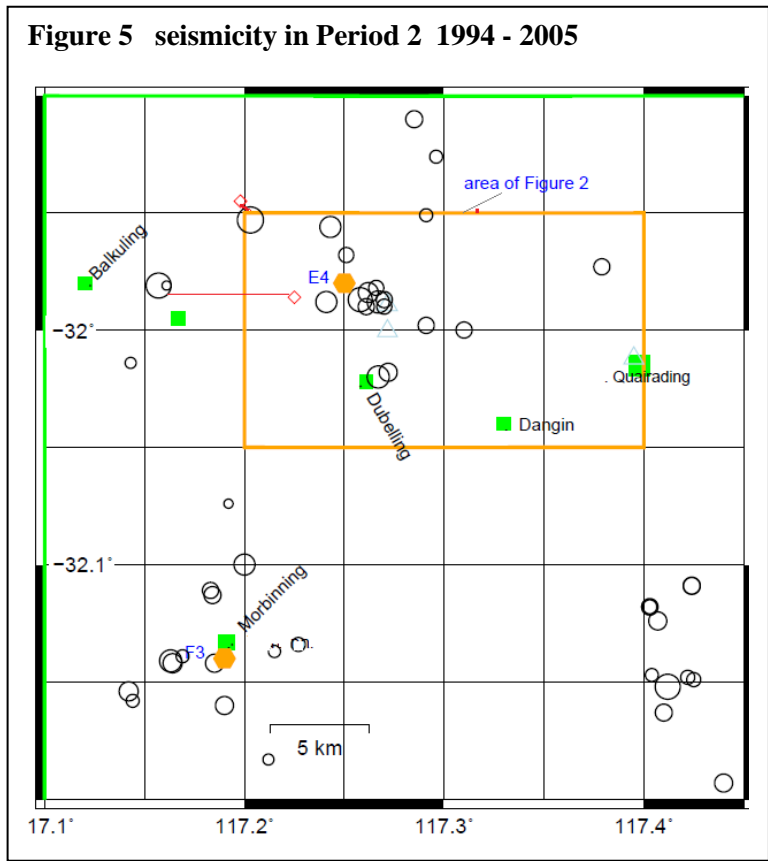 Figure 5 seismicity in Period 2 1994 - 2005
area of Figure 2
Balkuling
E4
−32˚
Quairading
Dubelling
Dangin
−32.1˚
Morbinning
F3
5 km
17.1˚
117.2˚
117.3˚
117.4˚